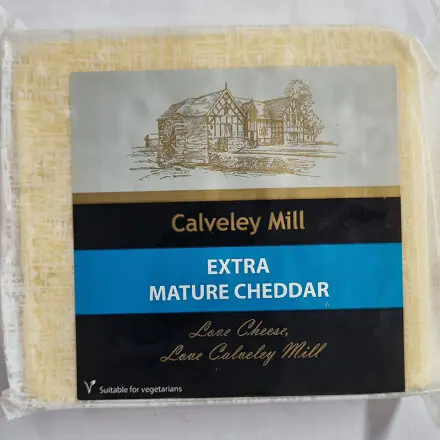 Calveley Mill
EXTRA
MATURE CHEDDAR
Love Cheese,
Love Calveley Mill
V Suitable for vegetarians